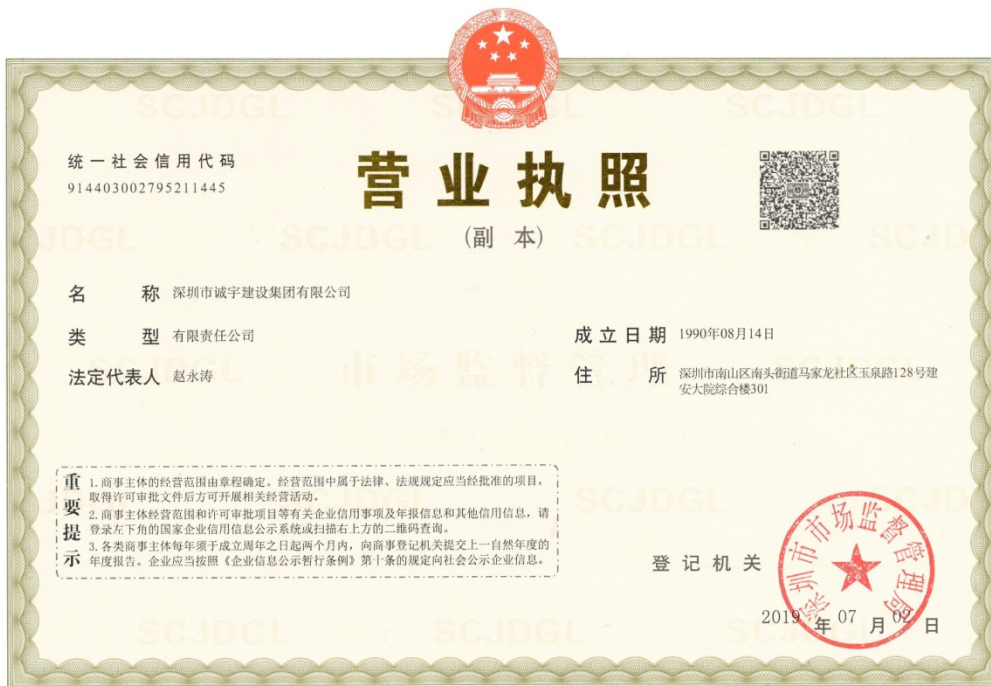 统一社会信用代码
914403002795211445
营业执照
(副 本)
名 称 深圳市诚宇建设集团有限公司
类 型 有限责任公司
成立日期 1990年08月14日
法定代表人 赵永涛
住 所 深圳市南山区南头街道马家龙社区玉泉路128号建
安大院综合楼301
重要提示
1.商事主体的经营范围由章程确定。经营范围中属于法律、法规规定应当经批准的项目,
取得许可审批文件后方可开展相关经营活动。
2.商事主体经营范围和许可审批项目等有关企业信用事项及年报信息和其他信用信息,请
登录左下角的国家企业信用信息公示系统或扫描右上方的二维码查询。
3.各类商事主体每年须于成立周年之日起两个月内,向商事登记机关提交上一自然年度的
年度报告。企业应当按照《企业信息公示暂行条例》第十条的规定向社会公示企业信息。
登记机关
深圳市市场监督管理局
2019 年 07 月 02 日
SCJDGL
市场监督管理